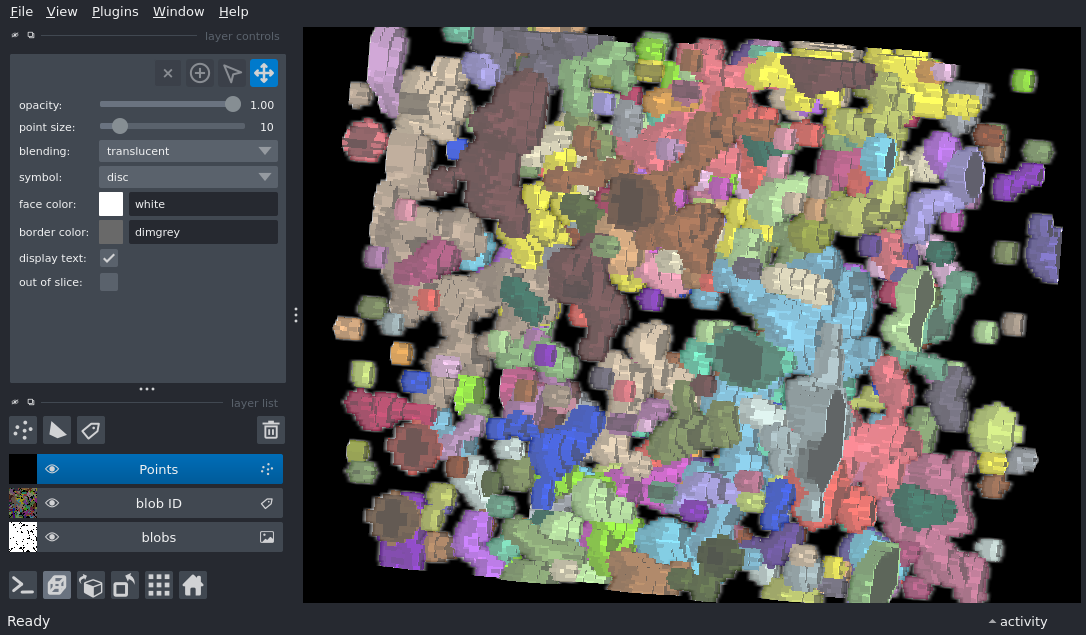 File View Plugins Window Help
layer controls
opacity: 1.00
point size: 10
blending: translucent
symbol: disc
face color: white
border color: dimgrey
display text:
out of slice:
layer list
Points
blob ID
blobs
Ready
activity